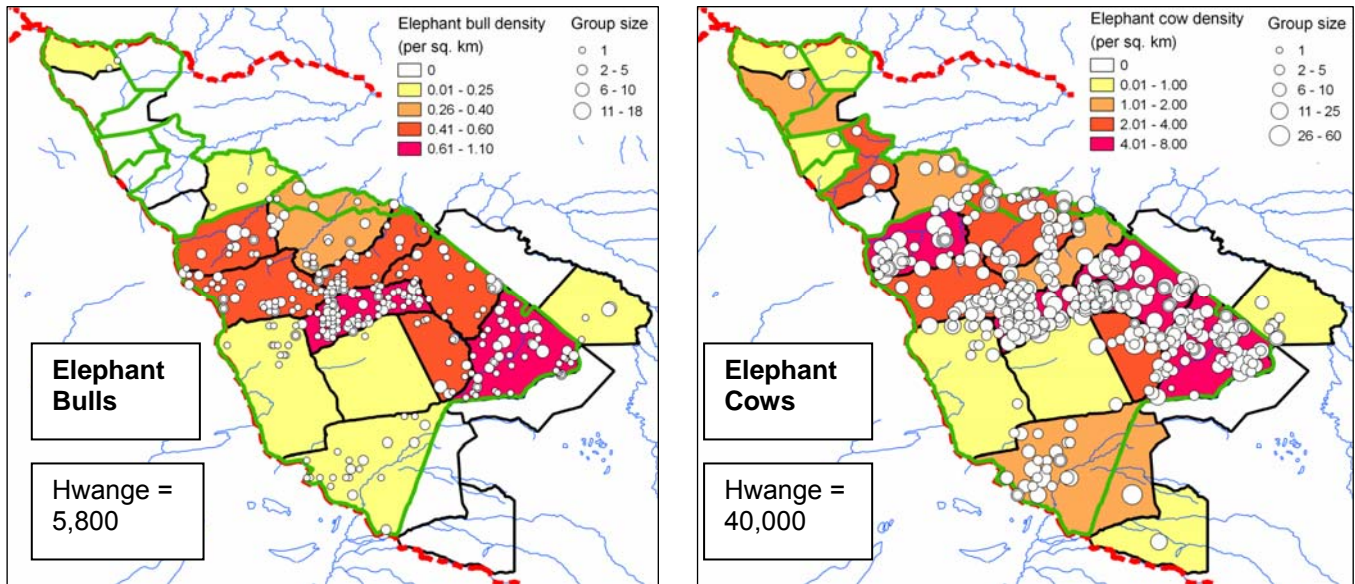 Elephant bull density
(per sq. km)
0
0.01 - 0.25
0.26 - 0.40
0.41 - 0.60
0.61 - 1.10
Group size
1
2 - 5
6 - 10
11 - 18
Elephant
Bulls
Hwange =
5,800
Elephant cow density
(per sq. km)
0
0.01 - 1.00
1.01 - 2.00
2.01 - 4.00
4.01 - 8.00
Group size
1
2 - 5
6 - 10
11 - 25
26 - 60
Elephant
Cows
Hwange =
40,000